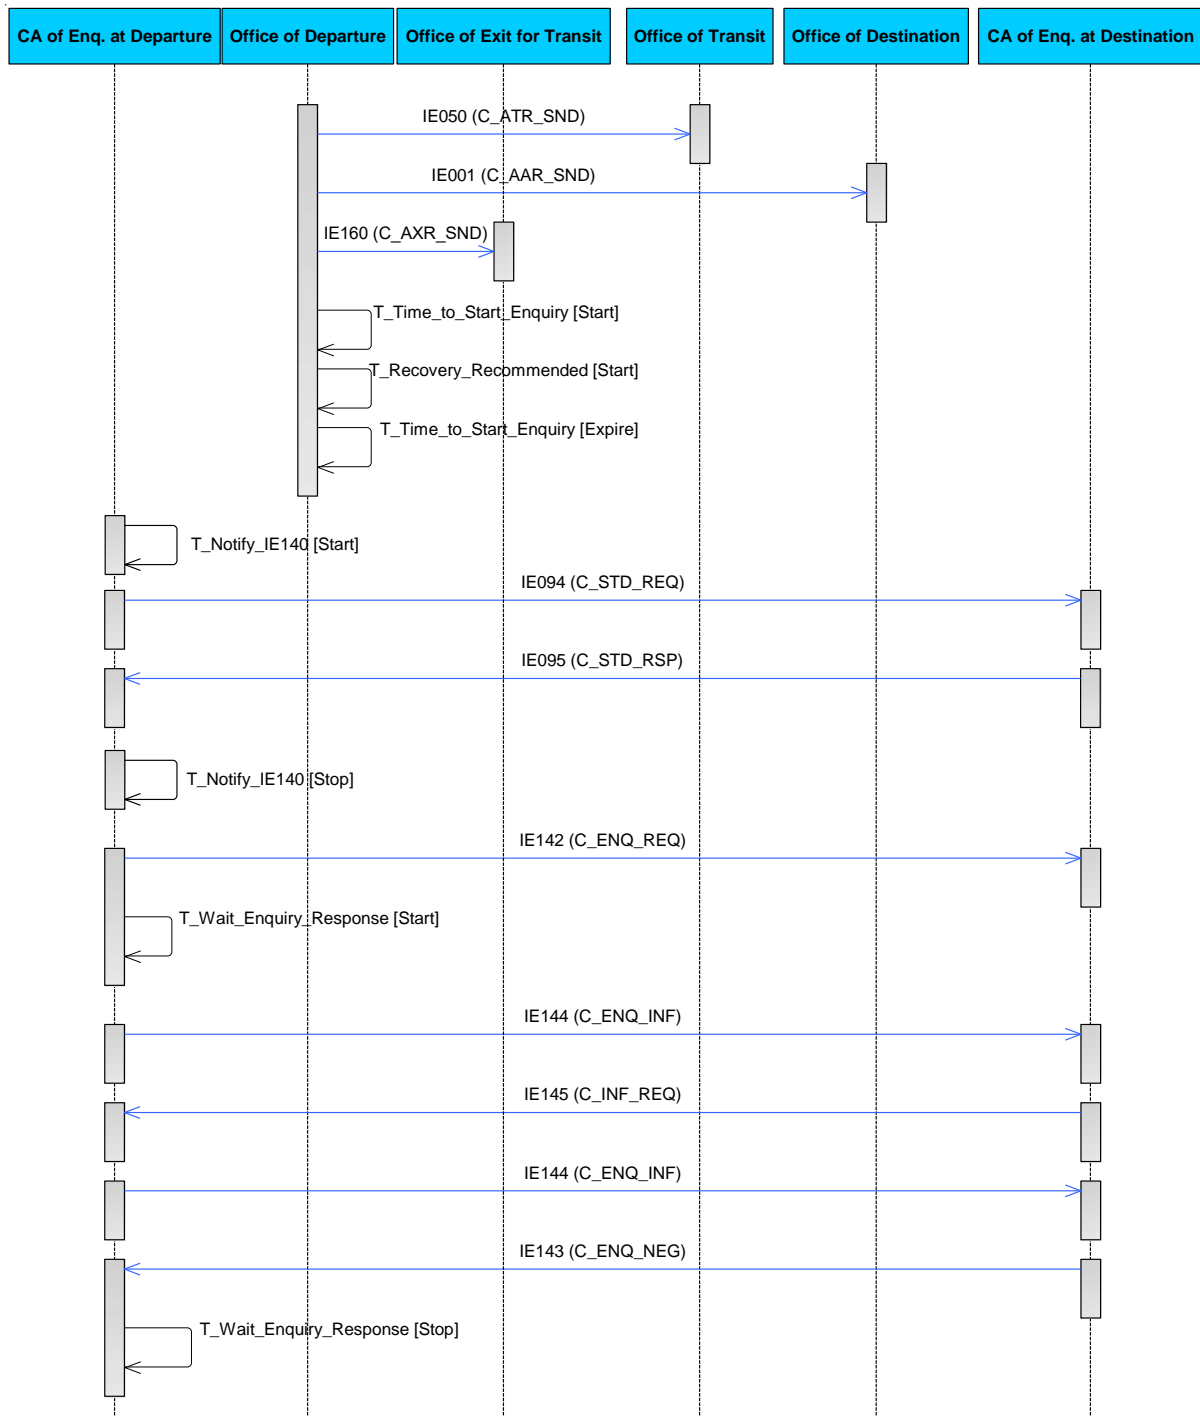 CA of Enq. at Departure
Office of Departure
Office of Exit for Transit
Office of Transit
Office of Destination
CA of Enq. at Destination
IE050 (C_ATR_SND)
IE001 (C_AAR_SND)
IE160 (C_AXR_SND)
T_Time_to_Start_Enquiry [Start]
T_Recovery_Recommended [Start]
T_Time_to_Start_Enquiry [Expire]
T_Notify_IE140 [Start]
IE094 (C_STD_REQ)
IE095 (C_STD_RSP)
T_Notify_IE140 [Stop]
IE142 (C_ENQ_REQ)
T_Wait_Enquiry_Response [Start]
IE144 (C_ENQ_INF)
IE145 (C_INF_REQ)
IE144 (C_ENQ_INF)
IE143 (C_ENQ_NEG)
T_Wait_Enquiry_Response [Stop]